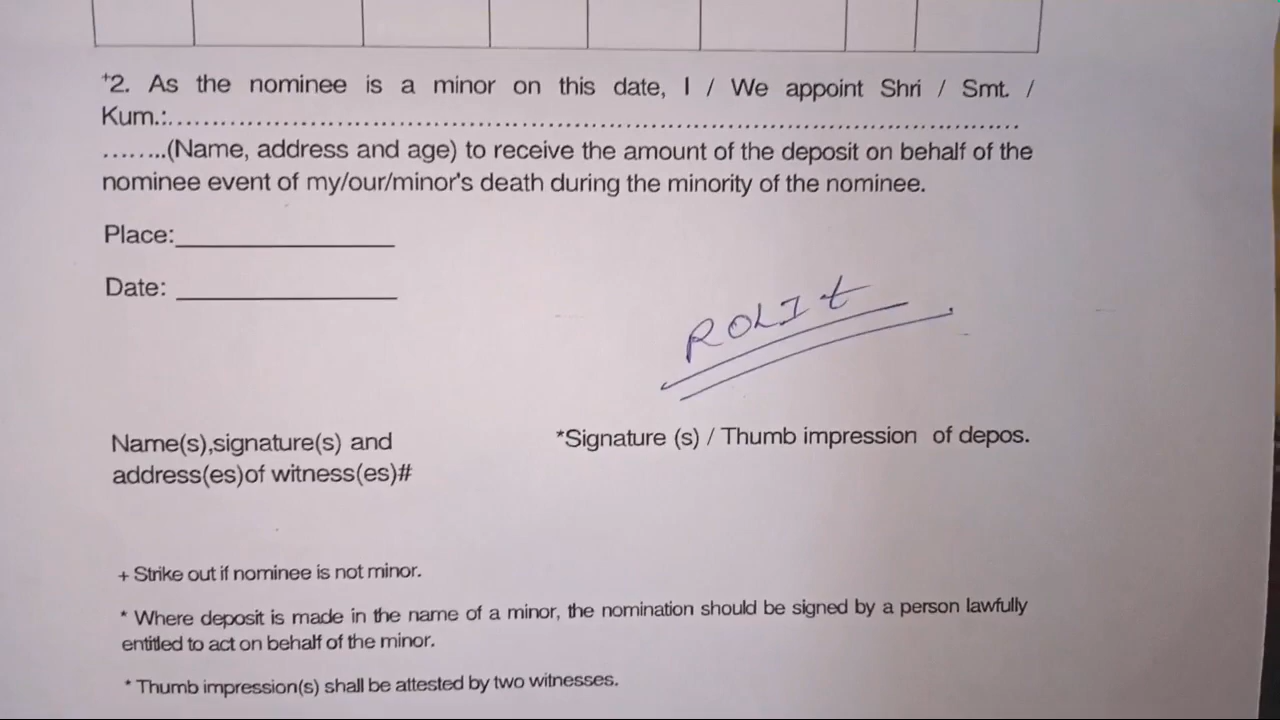 +2. As the nominee is a minor on this date, I / We appoint Shri / Smt. /
Kum.:................................................................................................
........(Name, address and age) to receive the amount of the deposit on behalf of the
nominee event of my/our/minor's death during the minority of the nominee.
Place:________________
Date: ________________
ROLIt
Name(s),signature(s) and
address(es)of witness(es)#
*Signature (s) / Thumb impression of depos.
+ Strike out if nominee is not minor.
* Where deposit is made in the name of a minor, the nomination should be signed by a person lawfully
entitled to act on behalf of the minor.
* Thumb impression(s) shall be attested by two witnesses.